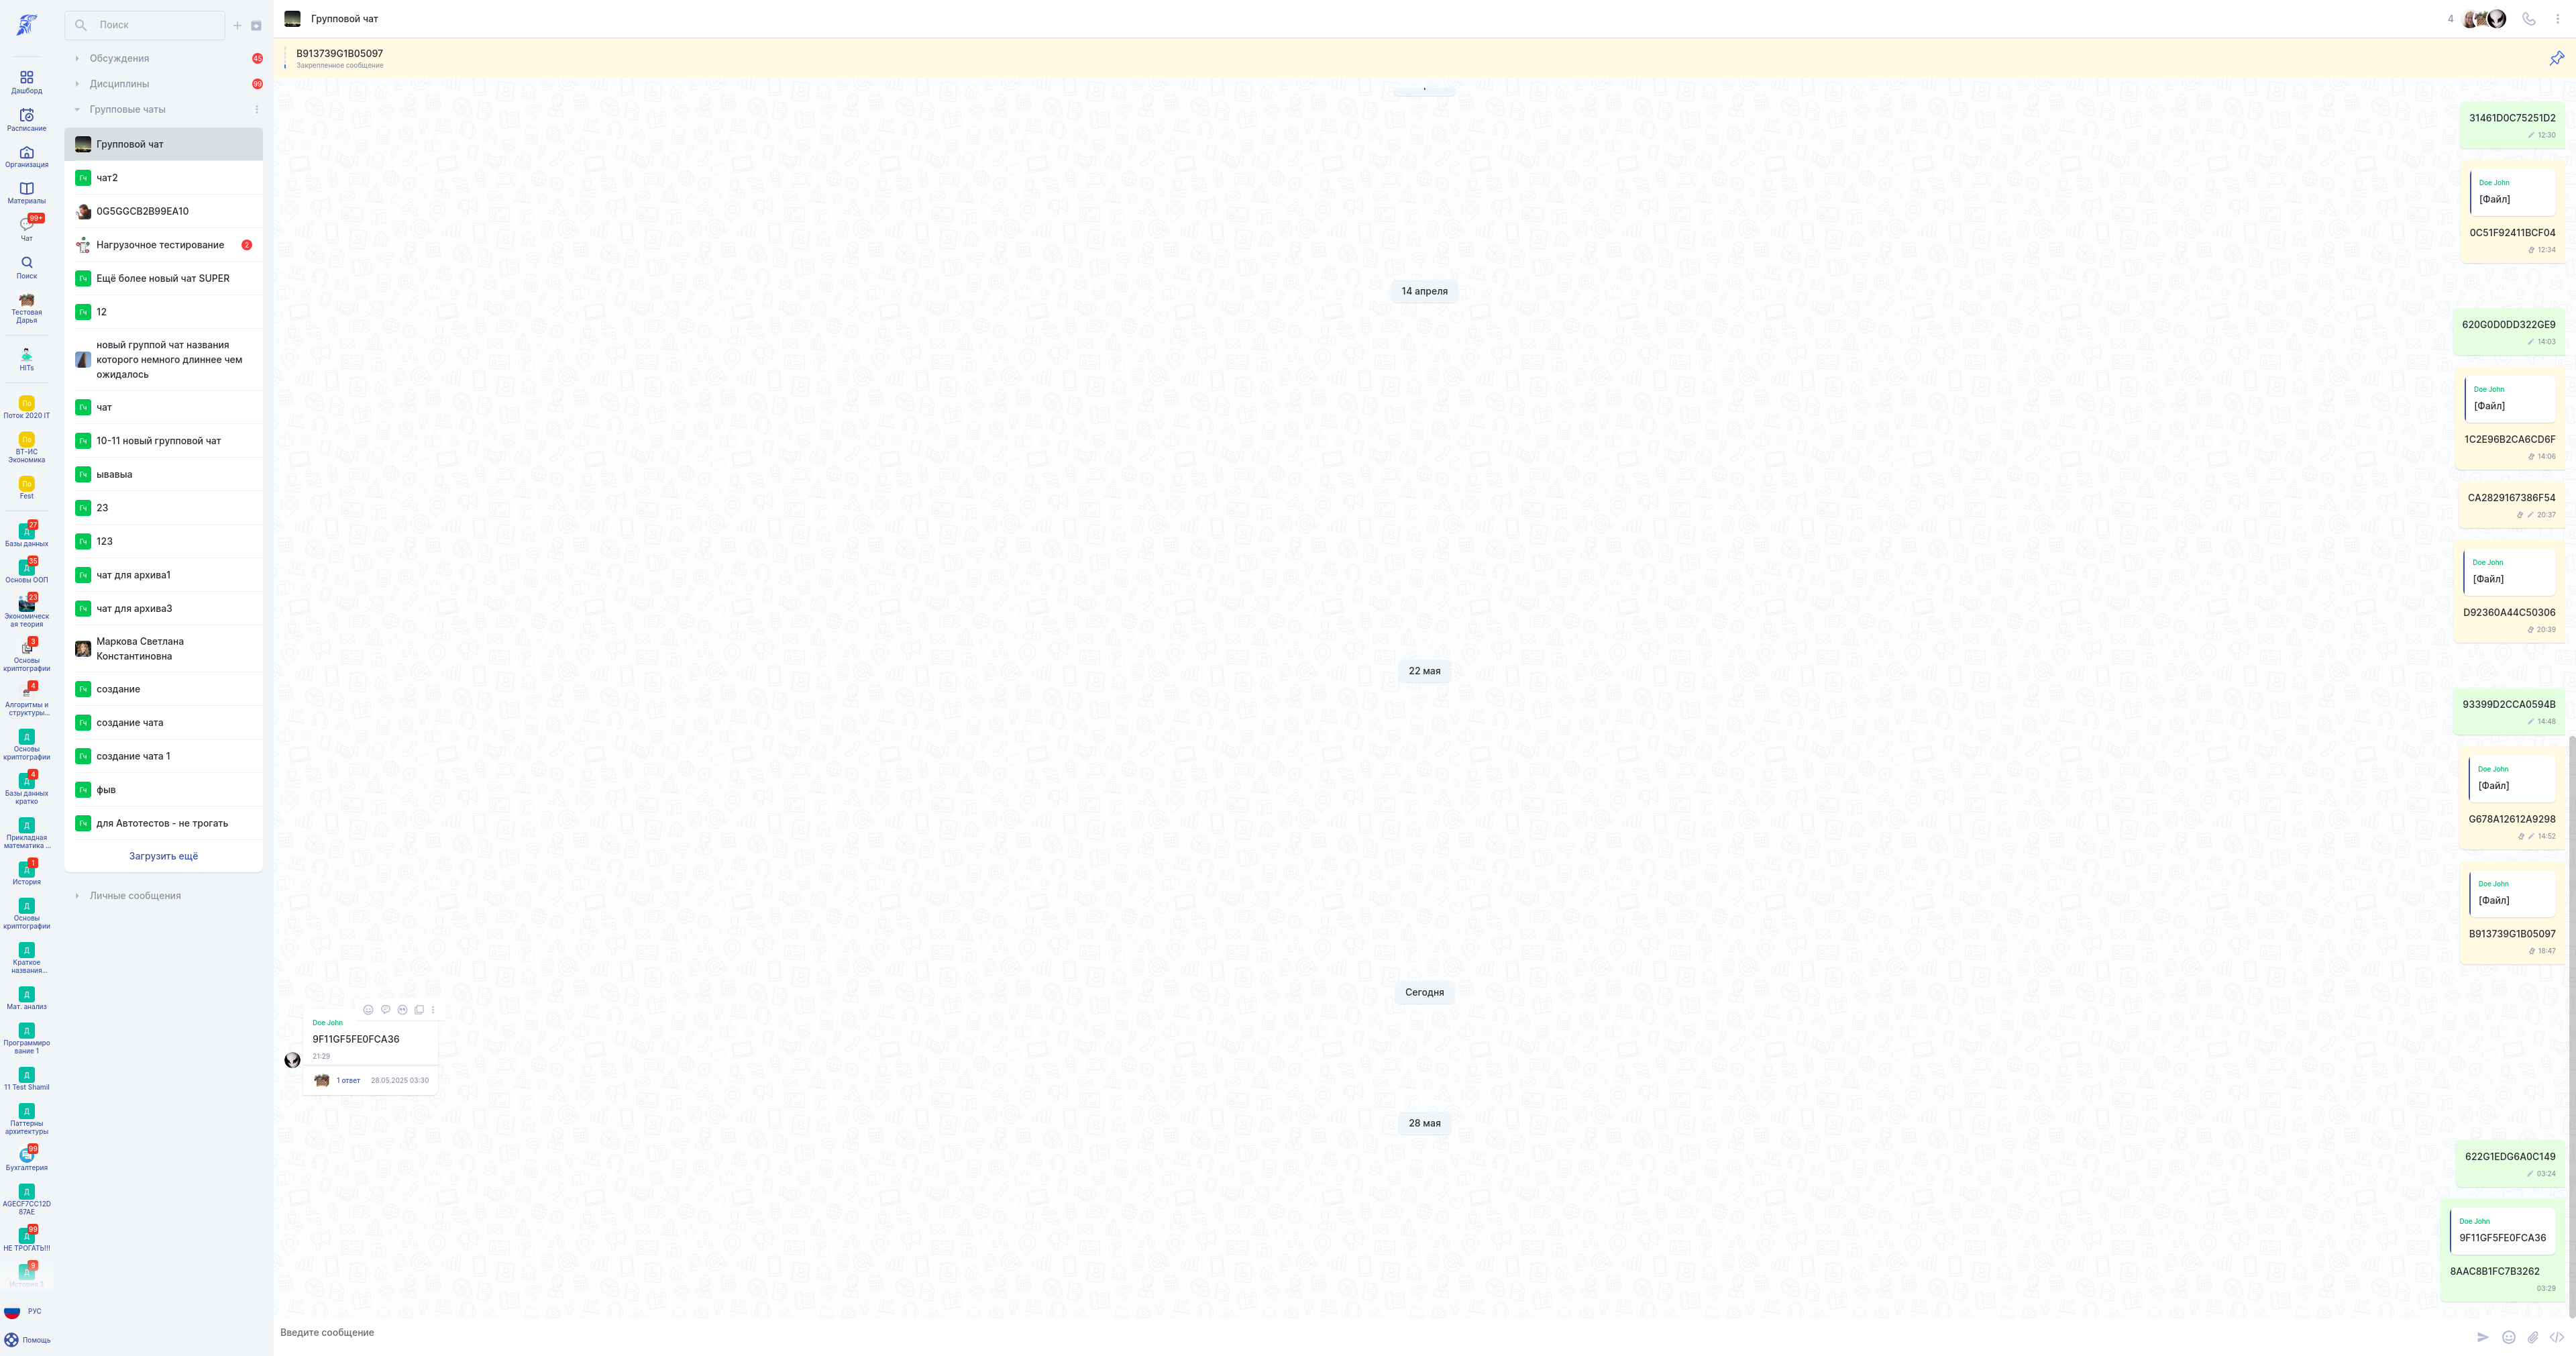 Дашборд
Расписание
Организация
Материалы
99+
Чат
Поиск
Тестовая
Дарья
HITs
По
Поток 2020 IT
По
ВТ-ИС
Экономика
По
Fest
27
Д
Базы данных
35
Д
Основы ООП
23
Экономическ
ая теория
3
Основы
криптографии
4
Алгоритмы и
структуры...
Д
Основы
криптографии
4
Д
Базы данных
кратко
Д
Прикладная
математика ...
1
Д
История
Д
Основы
криптографии
Д
Краткое
названия...
Д
Мат. анализ
Д
Программиро
вание 1
Д
11 Test Shamil
Д
Паттерны
архитектуры
99
Бухгалтерия
Д
AGECF7CC12D
87AE
99
Д
НЕ ТРОГАТЬ!!!
9
Д
История 2
РУС
Помощь
Поиск
Обсуждения 45
Дисциплины 99
Групповые чаты
Групповой чат
Гч чат2
0G5GGCB2B99EA10
Нагрузочное тестирование 2
Гч Ещё более новый чат SUPER
Гч 12
новый группой чат названия
которого немного длиннее чем
ожидалось
Гч чат
Гч 10-11 новый групповой чат
Гч ывавыа
Гч 23
Гч 123
Гч чат для архива1
Гч чат для архива3
Маркова Светлана
Константиновна
Гч создание
Гч создание чата
Гч создание чата 1
Гч фыв
Гч для Автотестов - не трогать
Загрузить ещё
Личные сообщения
Групповой чат
4
B913739G1B05097
Закрепленное сообщение
31461D0C75251D2
12:30
Doe John
[Файл]
0C51F92411BCF04
12:34
14 апреля
620G0D0DD322GE9
14:03
Doe John
[Файл]
1C2E96B2CA6CD6F
14:06
CA2829167386F54
20:37
Doe John
[Файл]
D92360A44C50306
20:39
22 мая
93399D2CCA0594B
14:48
Doe John
[Файл]
G678A12612A9298
14:52
Doe John
[Файл]
B913739G1B05097
18:47
Сегодня
Doe John
9F11GF5FE0FCA36
21:29
1 ответ 28.05.2025 03:30
28 мая
622G1EDG6A0C149
03:24
Doe John
9F11GF5FE0FCA36
8AAC8B1FC7B3262
03:29
Введите сообщение